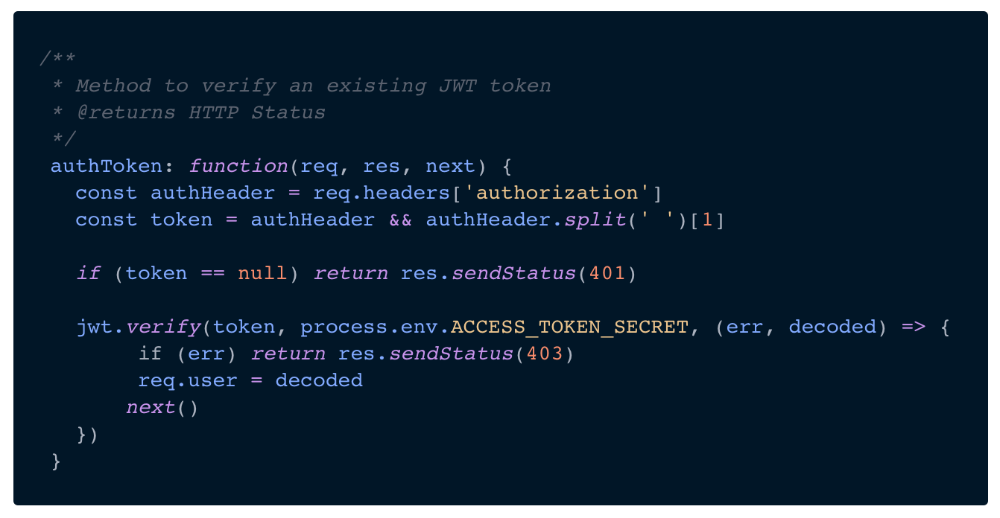 /**
 * Method to verify an existing JWT token
 * @returns HTTP Status
 */
 authToken: function(req, res, next) {
   const authHeader = req.headers['authorization']
   const token = authHeader && authHeader.split(' ')[1]

   if (token == null) return res.sendStatus(401)

   jwt.verify(token, process.env.ACCESS_TOKEN_SECRET, (err, decoded) => {
        if (err) return res.sendStatus(403)
        req.user = decoded
       next()
   })
 }